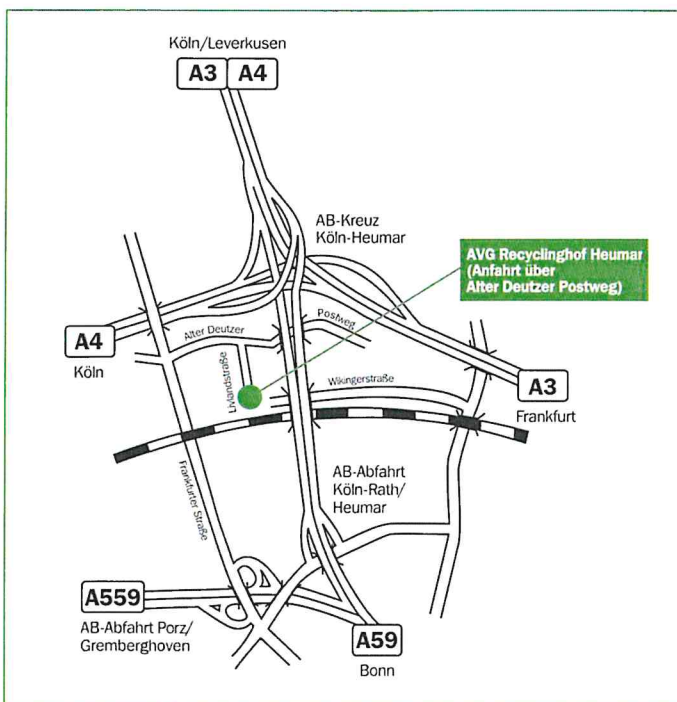 Köln/Leverkusen
A3 A4
AB-Kreuz
Köln-Heumar
AVG Recyclinghof Heumar
(Anfahrt über
Alter Deutzer Postweg)
A4
Köln
Alter Deutzer Postweg
Livlandstraße
Wikingerstraße
A3
Frankfurt
Frankfurter Straße
AB-Abfahrt
Köln-Rath/
Heumar
A559
AB-Abfahrt Porz/
Gremberghoven
A59
Bonn